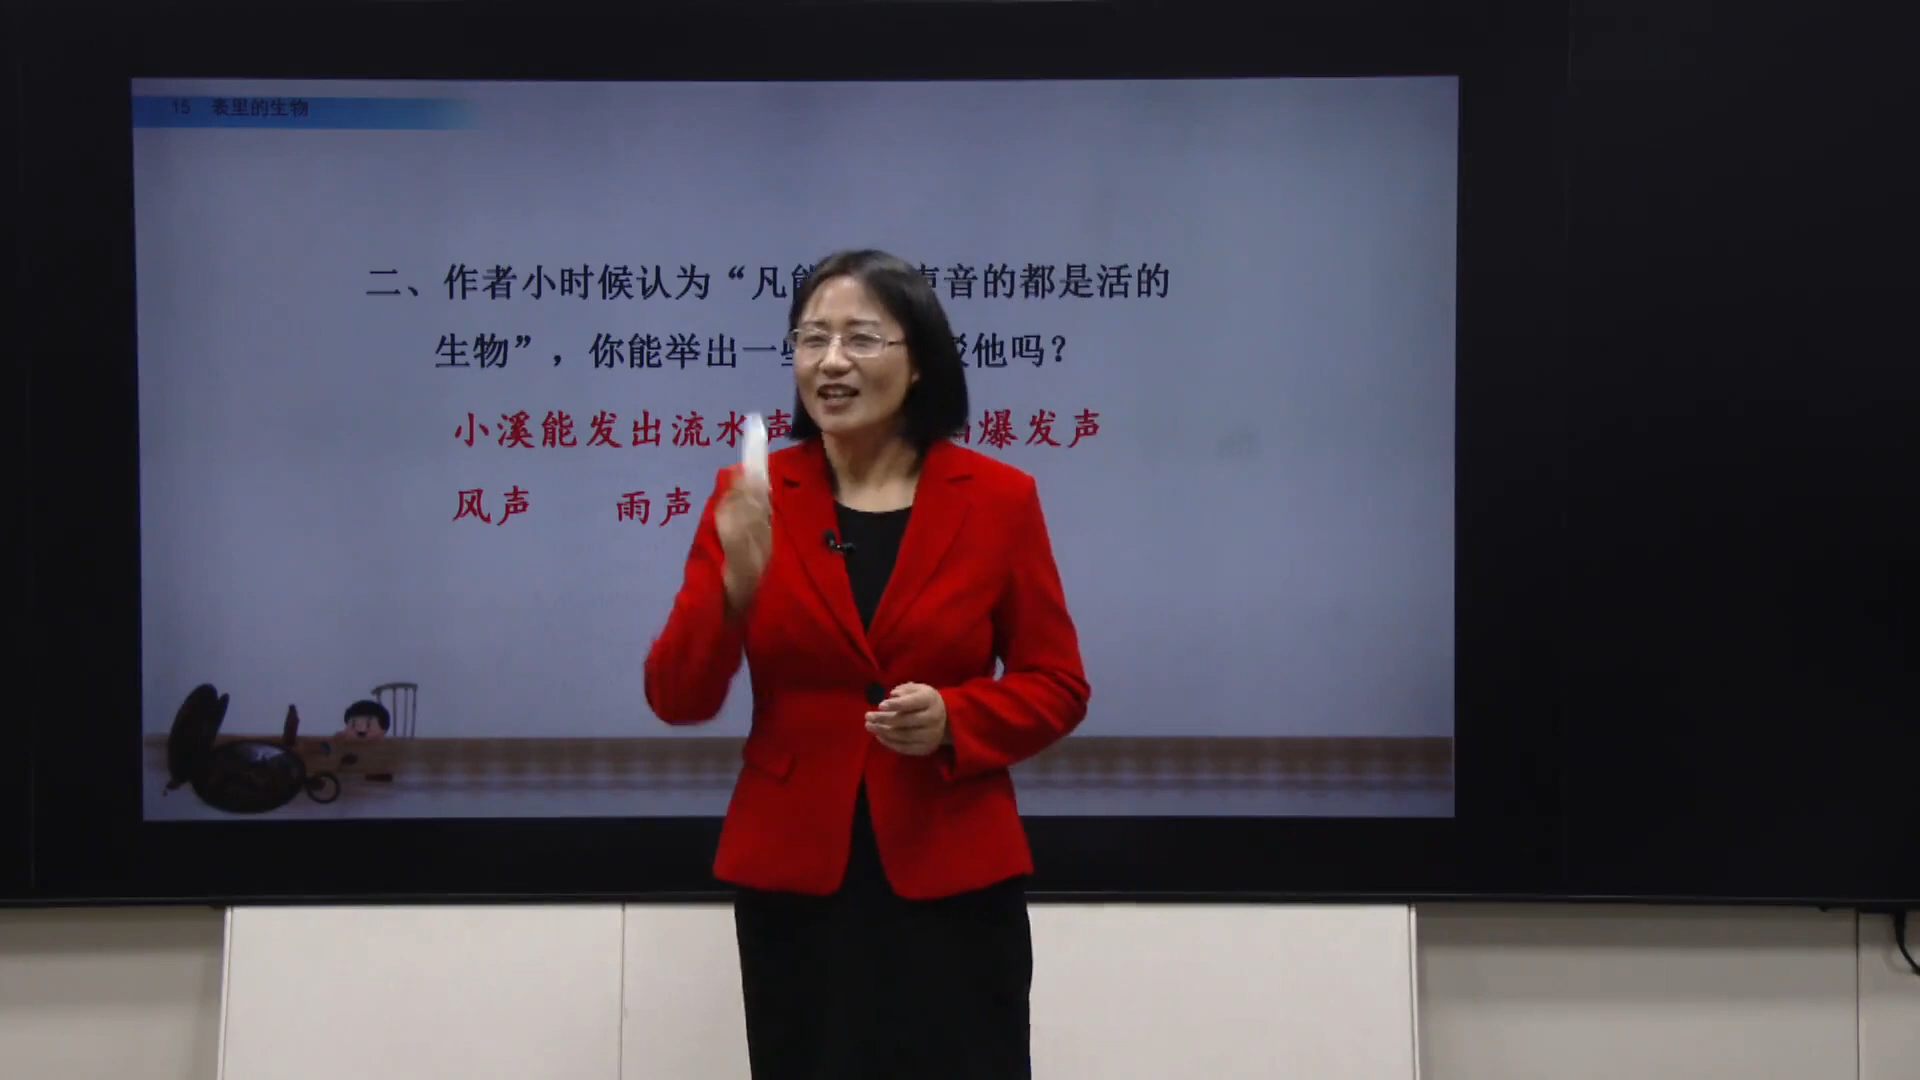 15 表里的生物
二、作者小时候认为“凡能 声音的都是活的
生物”，你能举出一些 他吗？
小溪能发出流水声 爆发声
风声 雨声